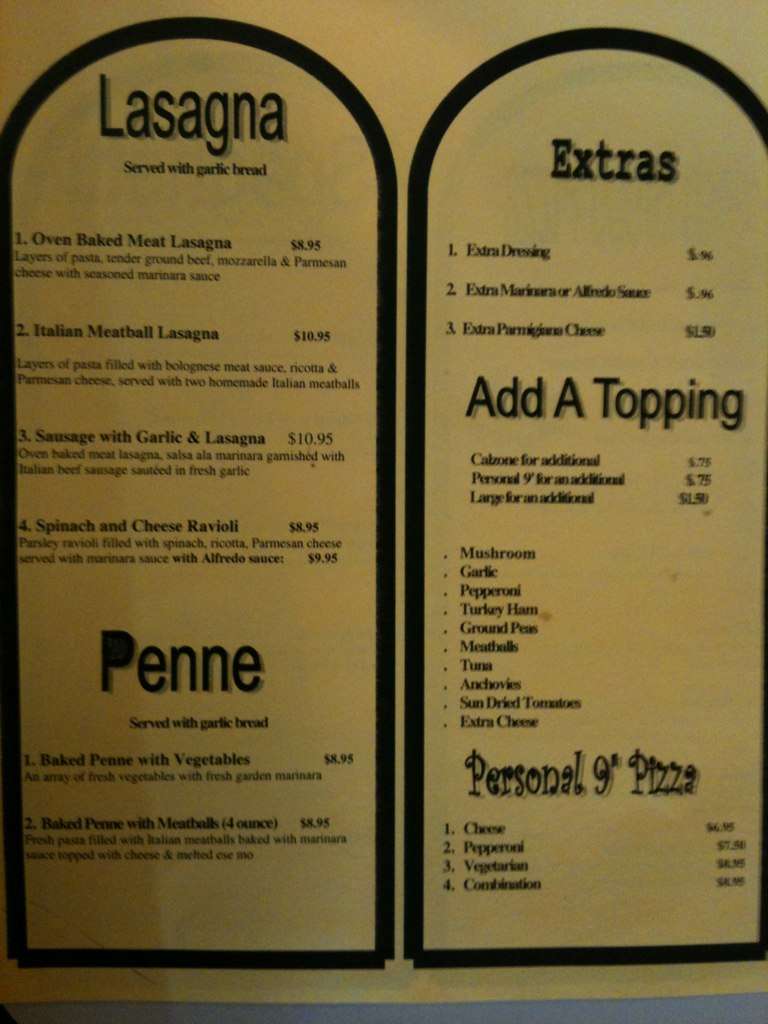 Lasagna
Served with garlic bread
1. Oven Baked Meat Lasagna $8.95
Layers of pasta, tender ground beef, mozzarella & Parmesan
cheese with seasoned marinara sauce
2. Italian Meatball Lasagna $10.95
Layers of pasta filled with bolognese meat sauce, ricotta &
Parmesan cheese, served with two homemade Italian meatballs
3. Sausage with Garlic & Lasagna $10.95
Oven baked meat lasagna, salsa ala marinara garnished with
Italian beef sausage sautéed in fresh garlic
4. Spinach and Cheese Ravioli $8.95
Parsley ravioli filled with spinach, ricotta, Parmesan cheese
served with marinara sauce with Alfredo sauce: $9.95
Penne
Served with garlic bread
1. Baked Penne with Vegetables $8.95
An array of fresh vegetables with fresh garden marinara
2. Baked Penne with Meatballs (4 ounce) $8.95
Fresh pasta filled with Italian meatballs baked with marinara
sauce topped with cheese & melted ese mo
Extras
1. Extra Dressing $.96
2. Extra Marinara or Alfredo Sauce $.96
3. Extra Parmigiana Cheese $1.50
Add A Topping
Calzone for additional $.75
Personal 9" for an additional $.75
Large for an additional $1.50
. Mushroom
. Garlic
. Pepperoni
. Turkey Ham
. Ground Peas
. Meatballs
. Tuna
. Anchovies
. Sun Dried Tomatoes
. Extra Cheese
Personal 9" Pizza
1. Cheese $6.95
2. Pepperoni $7.50
3. Vegetarian $8.95
4. Combination $8.95